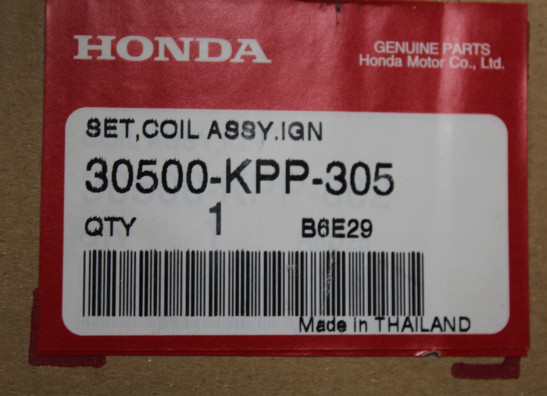 HONDA
GENUINE PARTS
Honda Motor Co., Ltd.
SET,COIL ASSY.IGN
30500-KPP-305
QTY 1 B6E29
Made in THAILAND